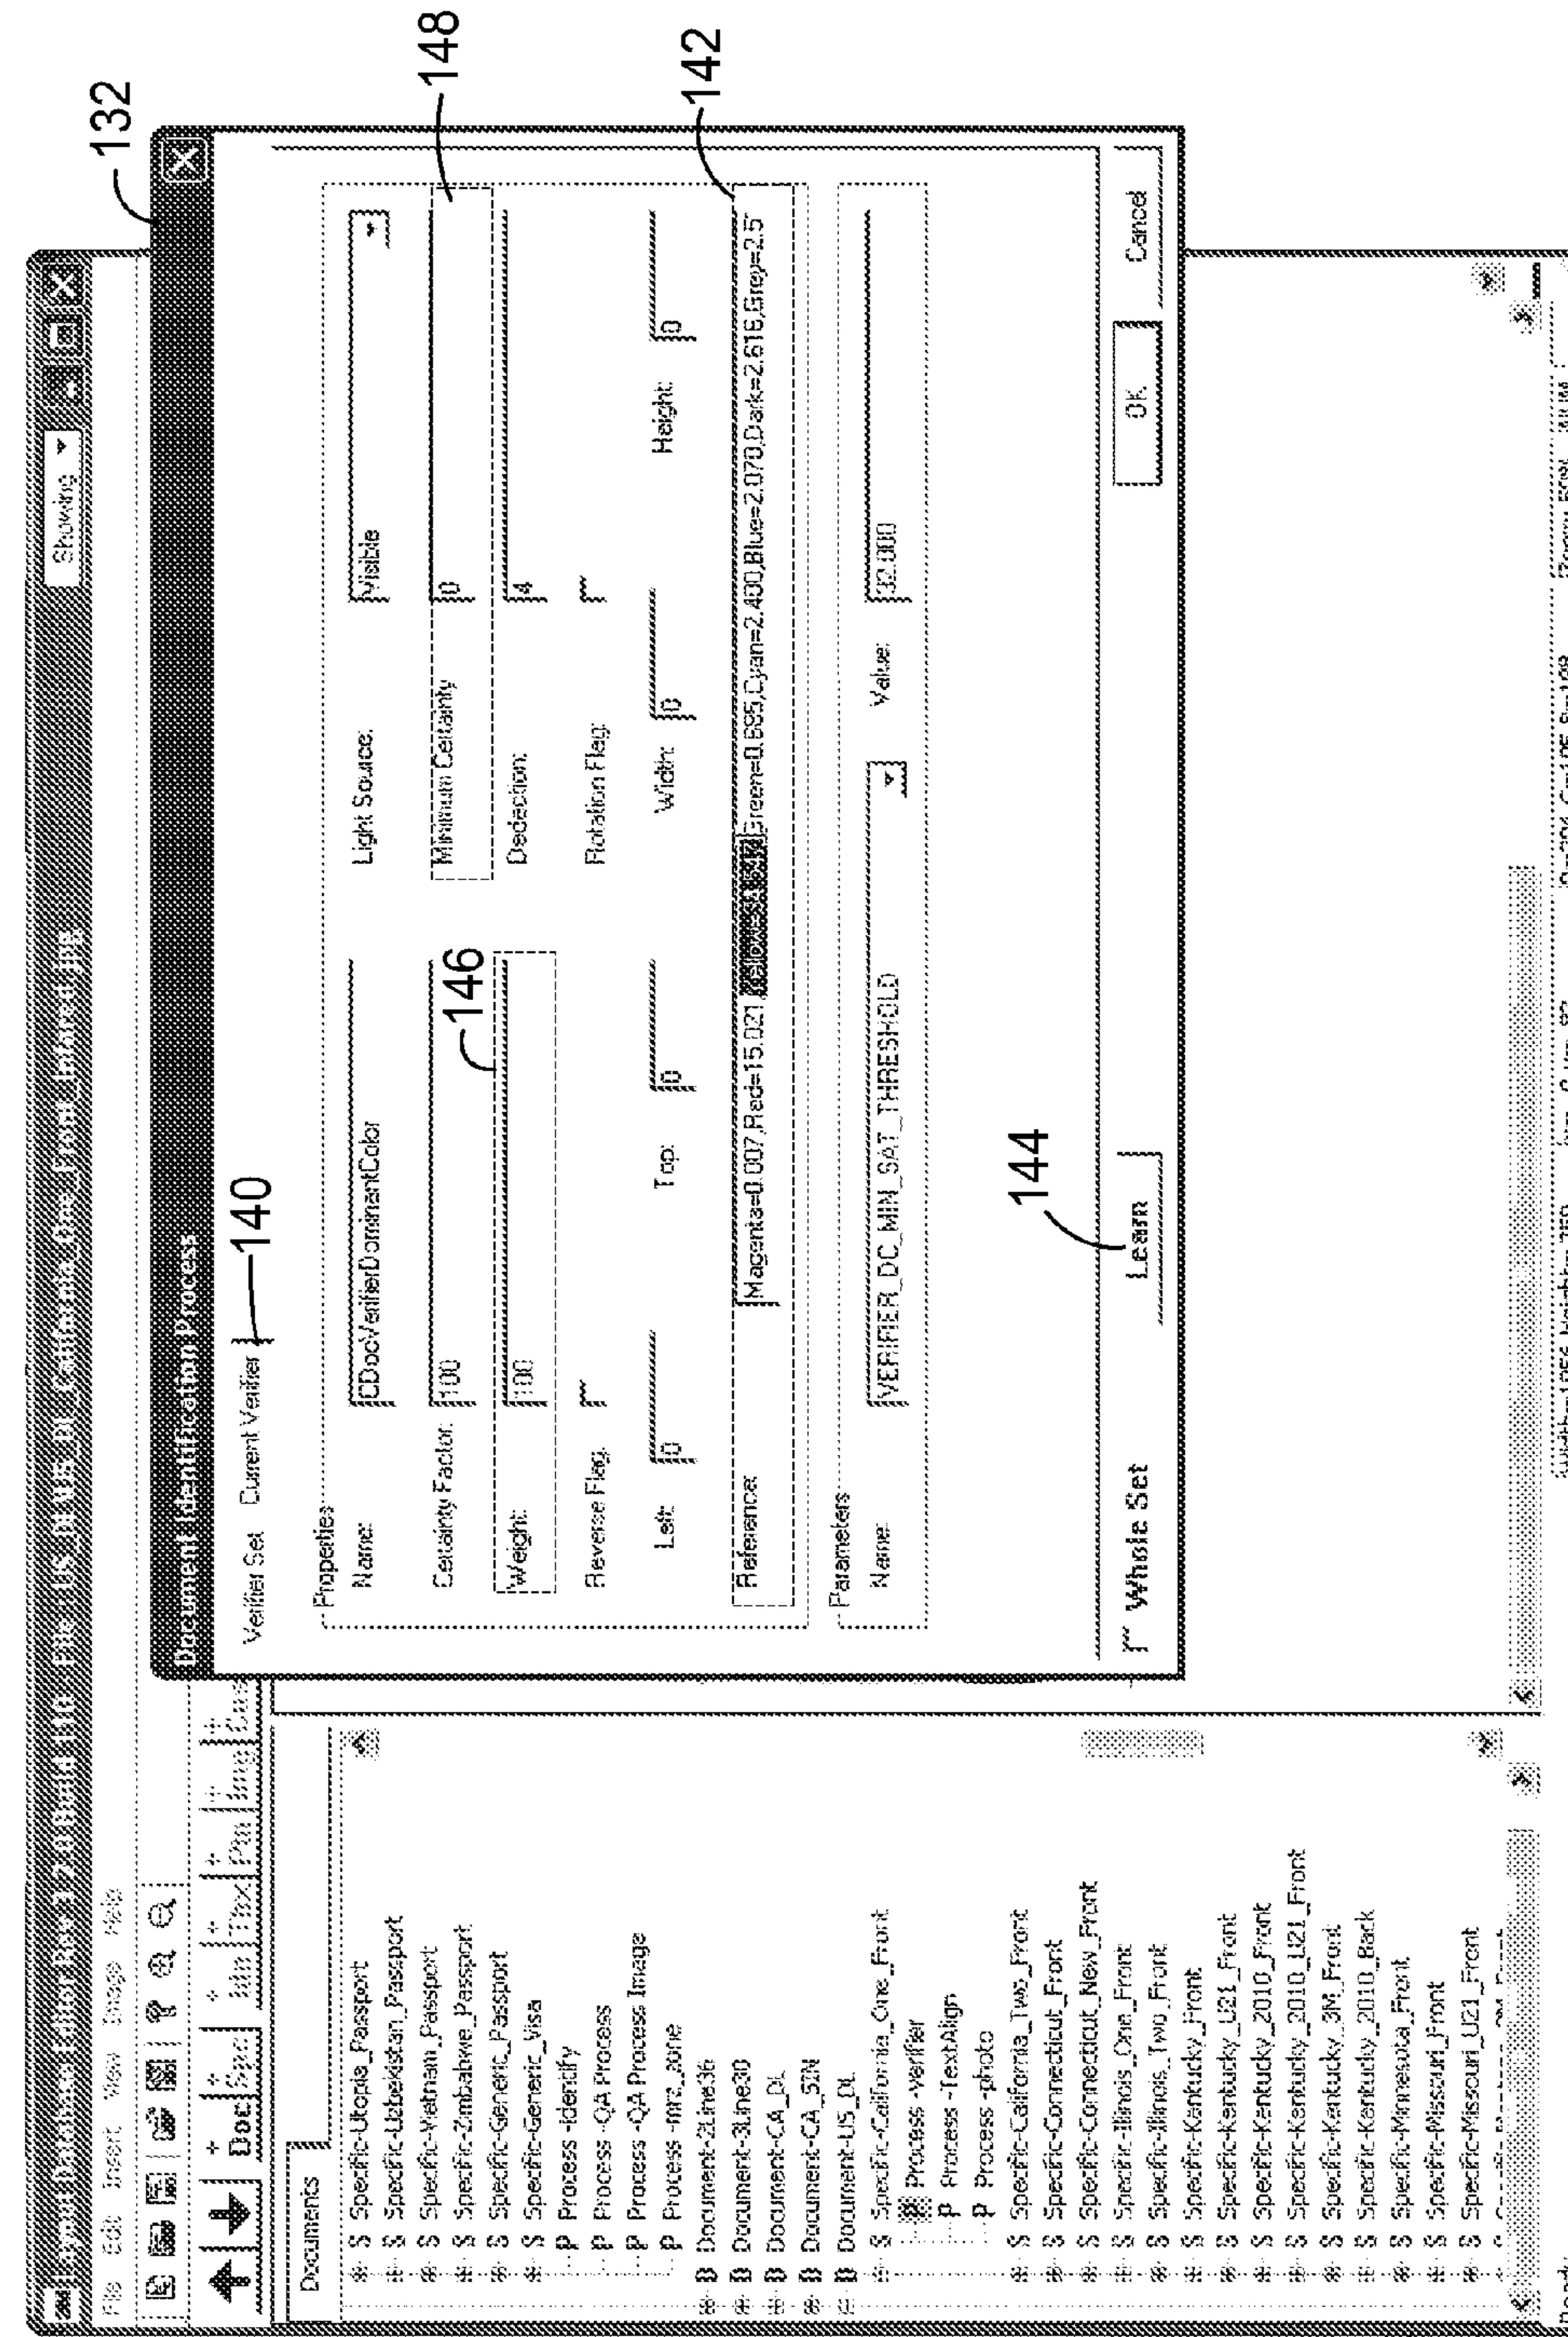 132
148
142
140
146
144
Showing
File Edit Insert View Image Help
Doc
Documents
Specific-Utopia_Passport
Specific-Uzbekistan_Passport
Specific-Vietnam_Passport
Specific-Zimbabwe_Passport
Specific-Generic_Passport
Specific-Generic_Visa
Process -Identify
Process -QA Process
Process -QA Process Image
Process -mrz_zone
Document-2Line36
Document-3Line30
Document-CA_DL
Document-CA_SIN
Document-US_DL
Specific-California_One_Front
Process -Verifier
Process -TextAlign
Process -photo
Specific-California_Two_Front
Specific-Connecticut_Front
Specific-Connecticut_New_Front
Specific-Illinois_One_Front
Specific-Illinois_Two_Front
Specific-Kentucky_Front
Specific-Kentucky_U21_Front
Specific-Kentucky_2010_Front
Specific-Kentucky_2010_U21_Front
Specific-Kentucky_3M_Front
Specific-Kentucky_2010_Back
Specific-Minnesota_Front
Specific-Missouri_Front
Specific-Missouri_U21_Front
Document Identification Process
Verifier Set Current Verifier
Properties
Name: CDocVerifierDominantColor Light Source: Visible
Certainty Factor: 100 Minimum Certainty 0
Weight: 100 Dedaction: 4
Reverse Flag: Rotation Flag:
Left: 0 Top: 0 Width: 0 Height: 0
Reference: Magenta=0.007,Red=15.021, Green=0.695,Cyan=2.400,Blue=2.070,Dark=2.616,Grey=2.5
Parameters
Name: VERIFIER_DC_MIN_SAT_THRESHOLD Value: 32.000
Whole Set Learn OK Cancel
Ready